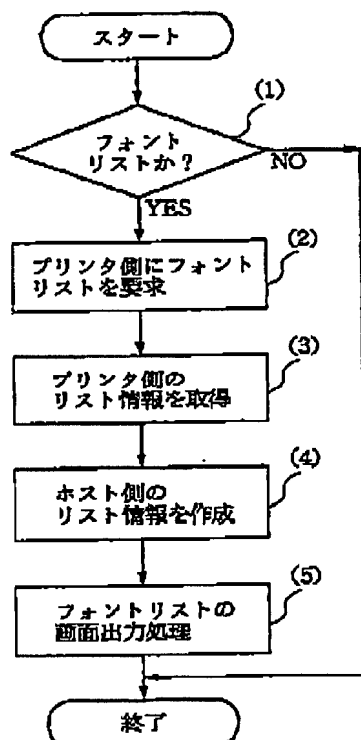 スタート
(1)
フォント
リストか?
NO
YES
(2)
プリンタ側にフォント
リストを要求
(3)
プリンタ側の
リスト情報を取得
(4)
ホスト側の
リスト情報を作成
(5)
フォントリストの
画面出力処理
終了